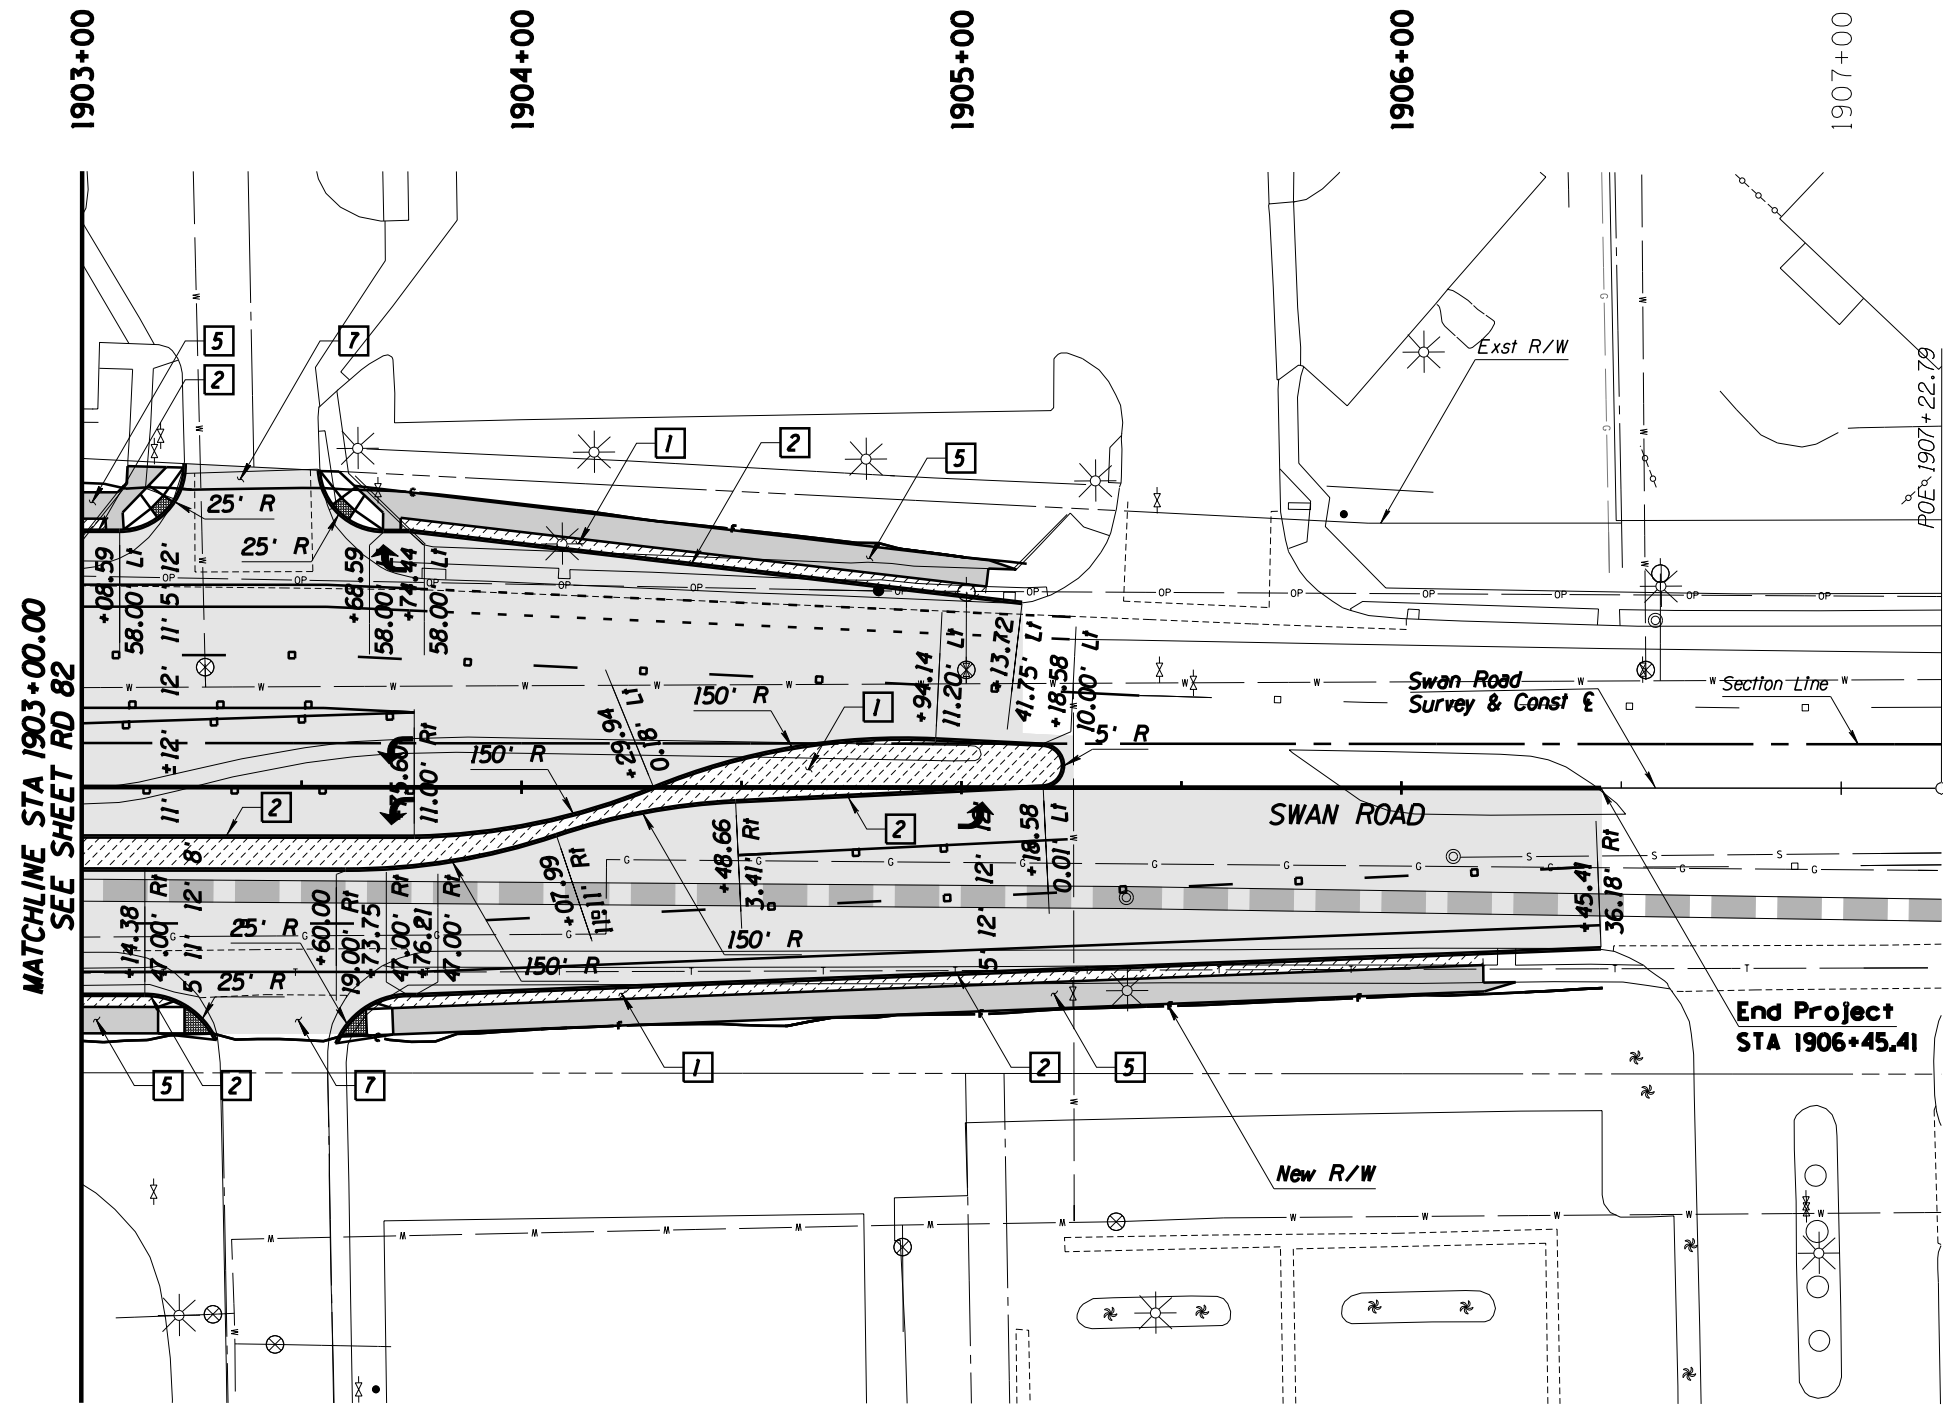 1903+00
1904+00
1905+00
1906+00
1907+00
MATCHLINE STA 1903+00.00
SEE SHEET RD 82
5
2
7
1
2
5
Exst R/W
POE 1907+22.79
25' R
25' R
+08.59
58.00' Lt
12'
5'
11'
12'
±12'
11'
+68.59
58.00'
+74.44
58.00' Lt
+29.94
0.18' Lt
150' R
1
+94.14
11.20' Lt
+13.72
41.75' Lt
+18.58
10.00' Lt
5' R
Swan Road
Survey & Const ℄
Section Line
+75.60
11.00' Rt
150' R
2
2
SWAN ROAD
8'
12'
11'
5'
+14.38
47.00' Rt
25' R
25' R
+60.00
19.00' Rt
+73.75
47.00' Rt
+76.21
47.00' Rt
+07.99
11.11' Rt
150' R
+48.66
3.41' Rt
150' R
12'
12'
5'
+18.58
0.01' Lt
+45.41
36.18' Rt
End Project
STA 1906+45.41
5
2
7
1
2
5
New R/W